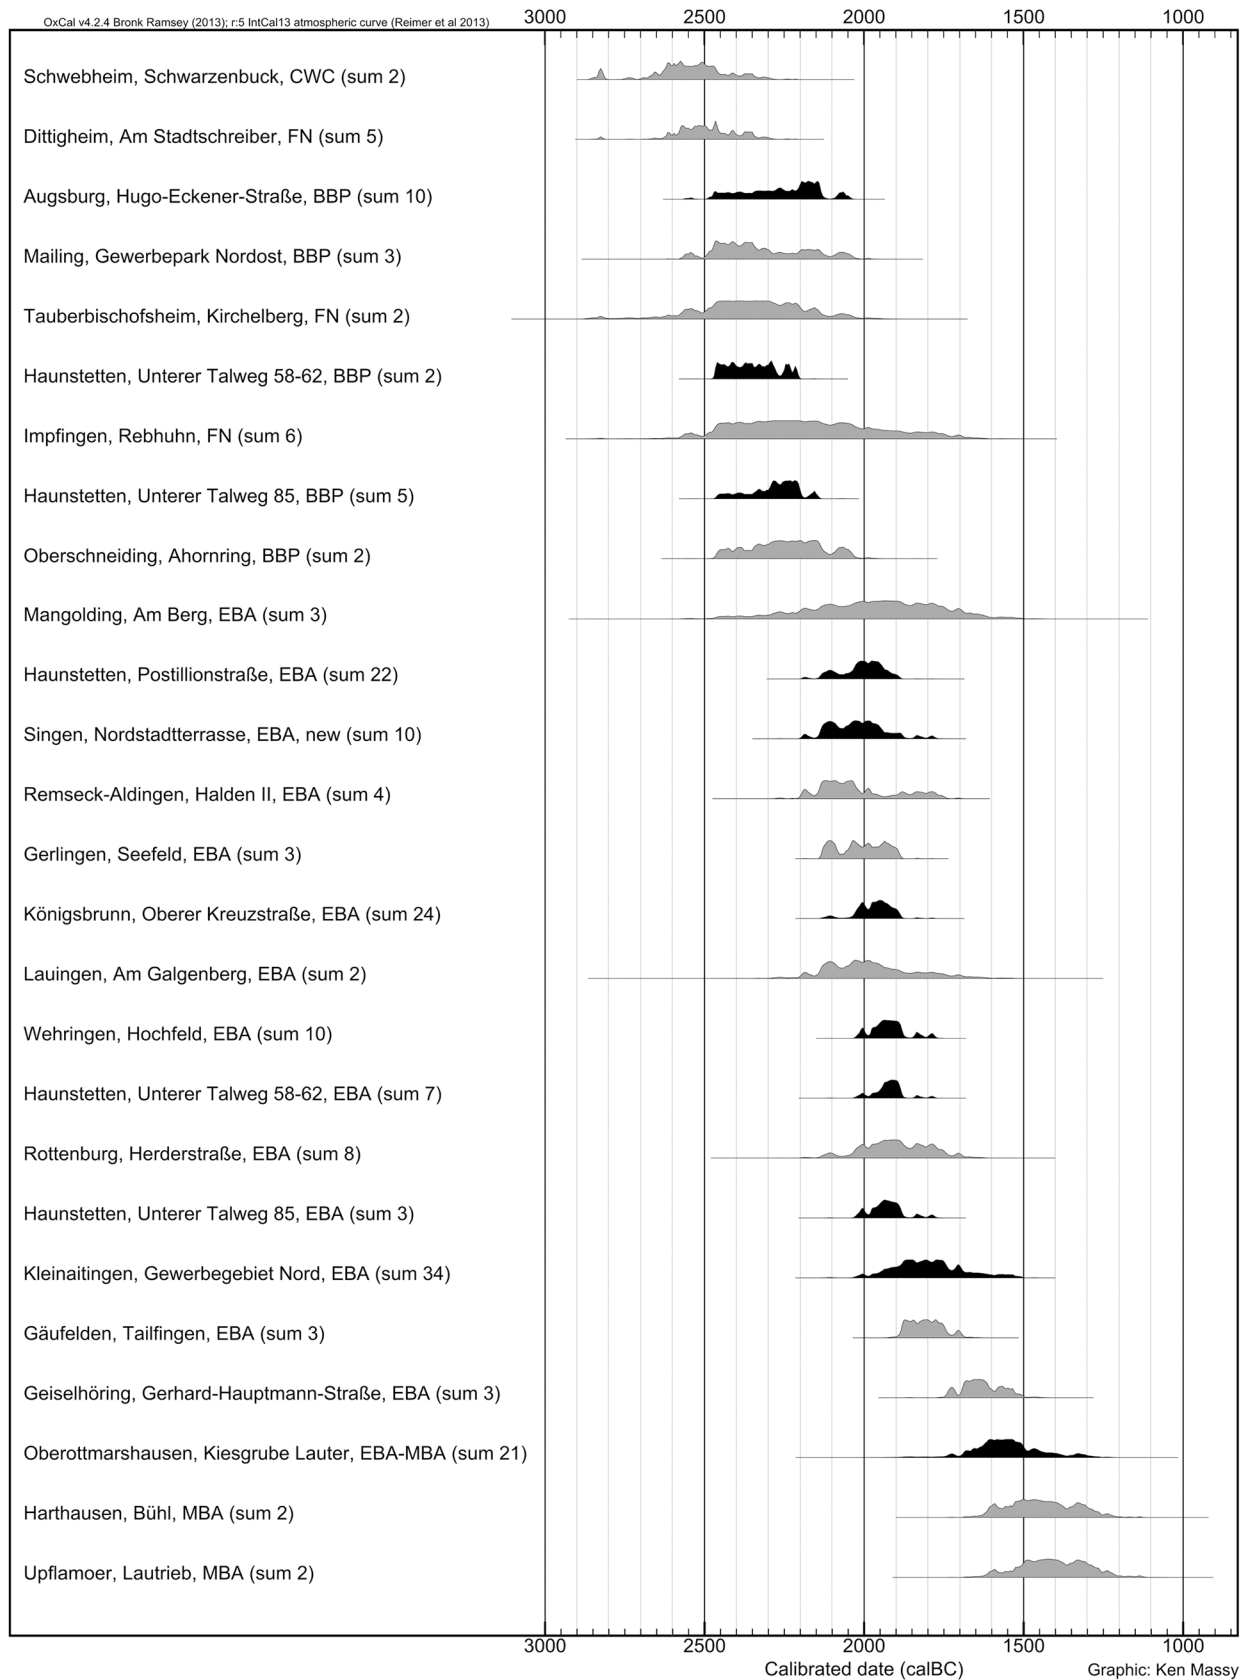 OxCal v4.2.4 Bronk Ramsey (2013); r:5 IntCal13 atmospheric curve (Reimer et al 2013)
3000 2500 2000 1500 1000
Schwebheim, Schwarzenbuck, CWC (sum 2)
Dittigheim, Am Stadtschreiber, FN (sum 5)
Augsburg, Hugo-Eckener-Straße, BBP (sum 10)
Mailing, Gewerbepark Nordost, BBP (sum 3)
Tauberbischofsheim, Kirchelberg, FN (sum 2)
Haunstetten, Unterer Talweg 58-62, BBP (sum 2)
Impfingen, Rebhuhn, FN (sum 6)
Haunstetten, Unterer Talweg 85, BBP (sum 5)
Oberschneiding, Ahornring, BBP (sum 2)
Mangolding, Am Berg, EBA (sum 3)
Haunstetten, Postillionstraße, EBA (sum 22)
Singen, Nordstadtterrasse, EBA, new (sum 10)
Remseck-Aldingen, Halden II, EBA (sum 4)
Gerlingen, Seefeld, EBA (sum 3)
Königsbrunn, Oberer Kreuzstraße, EBA (sum 24)
Lauingen, Am Galgenberg, EBA (sum 2)
Wehringen, Hochfeld, EBA (sum 10)
Haunstetten, Unterer Talweg 58-62, EBA (sum 7)
Rottenburg, Herderstraße, EBA (sum 8)
Haunstetten, Unterer Talweg 85, EBA (sum 3)
Kleinaitingen, Gewerbegebiet Nord, EBA (sum 34)
Gäufelden, Tailfingen, EBA (sum 3)
Geiselhöring, Gerhard-Hauptmann-Straße, EBA (sum 3)
Oberottmarshausen, Kiesgrube Lauter, EBA-MBA (sum 21)
Harthausen, Bühl, MBA (sum 2)
Upflamoer, Lautrieb, MBA (sum 2)
3000 2500 2000 1500 1000
Calibrated date (calBC)
Graphic: Ken Massy